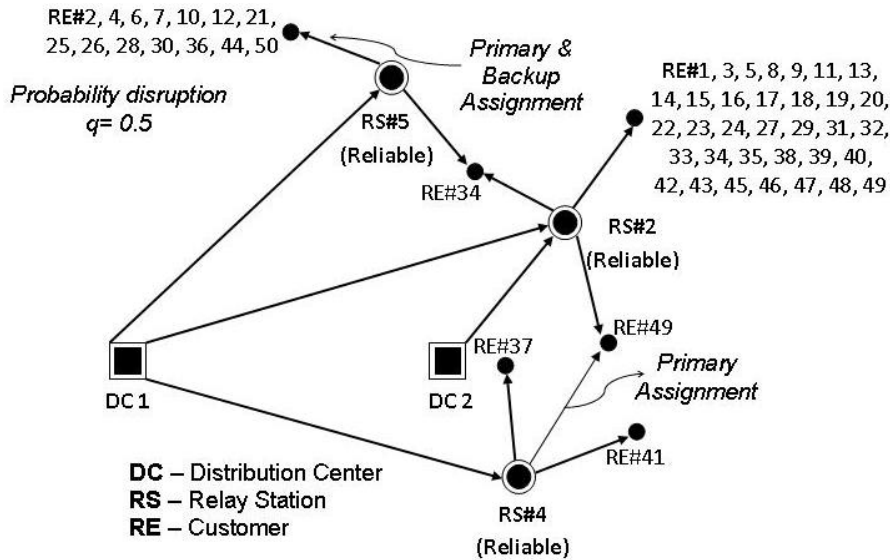 RE#2, 4, 6, 7, 10, 12, 21,
25, 26, 28, 30, 36, 44, 50
Primary &
Backup
Assignment
RE#1, 3, 5, 8, 9, 11, 13,
14, 15, 16, 17, 18, 19, 20,
22, 23, 24, 27, 29, 31, 32,
33, 34, 35, 38, 39, 40,
42, 43, 45, 46, 47, 48, 49
Probability disruption
q= 0.5
RS#5
(Reliable)
RE#34
RS#2
(Reliable)
RE#49
RE#37
Primary
Assignment
DC 1
DC 2
RE#41
DC – Distribution Center
RS – Relay Station
RE – Customer
RS#4
(Reliable)